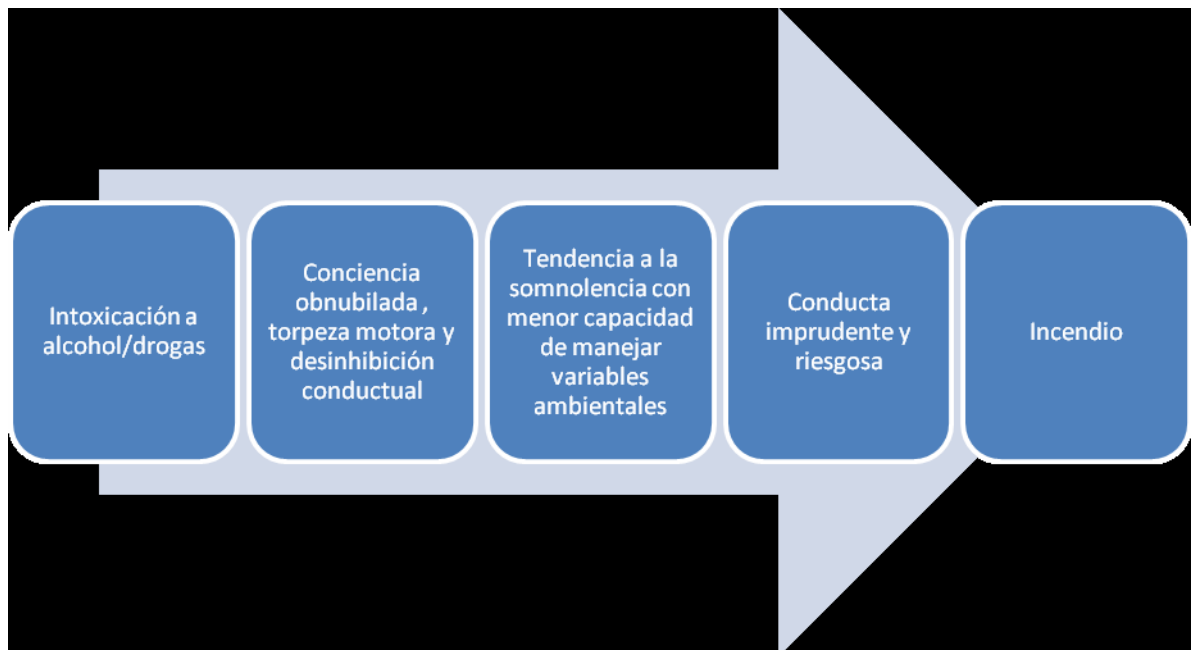 Intoxicación a
alcohol/drogas
Conciencia
obnubilada ,
torpeza motora y
desinhibición
conductual
Tendencia a la
somnolencia con
menor capacidad
de manejar
variables
ambientales
Conducta
imprudente y
riesgosa
Incendio